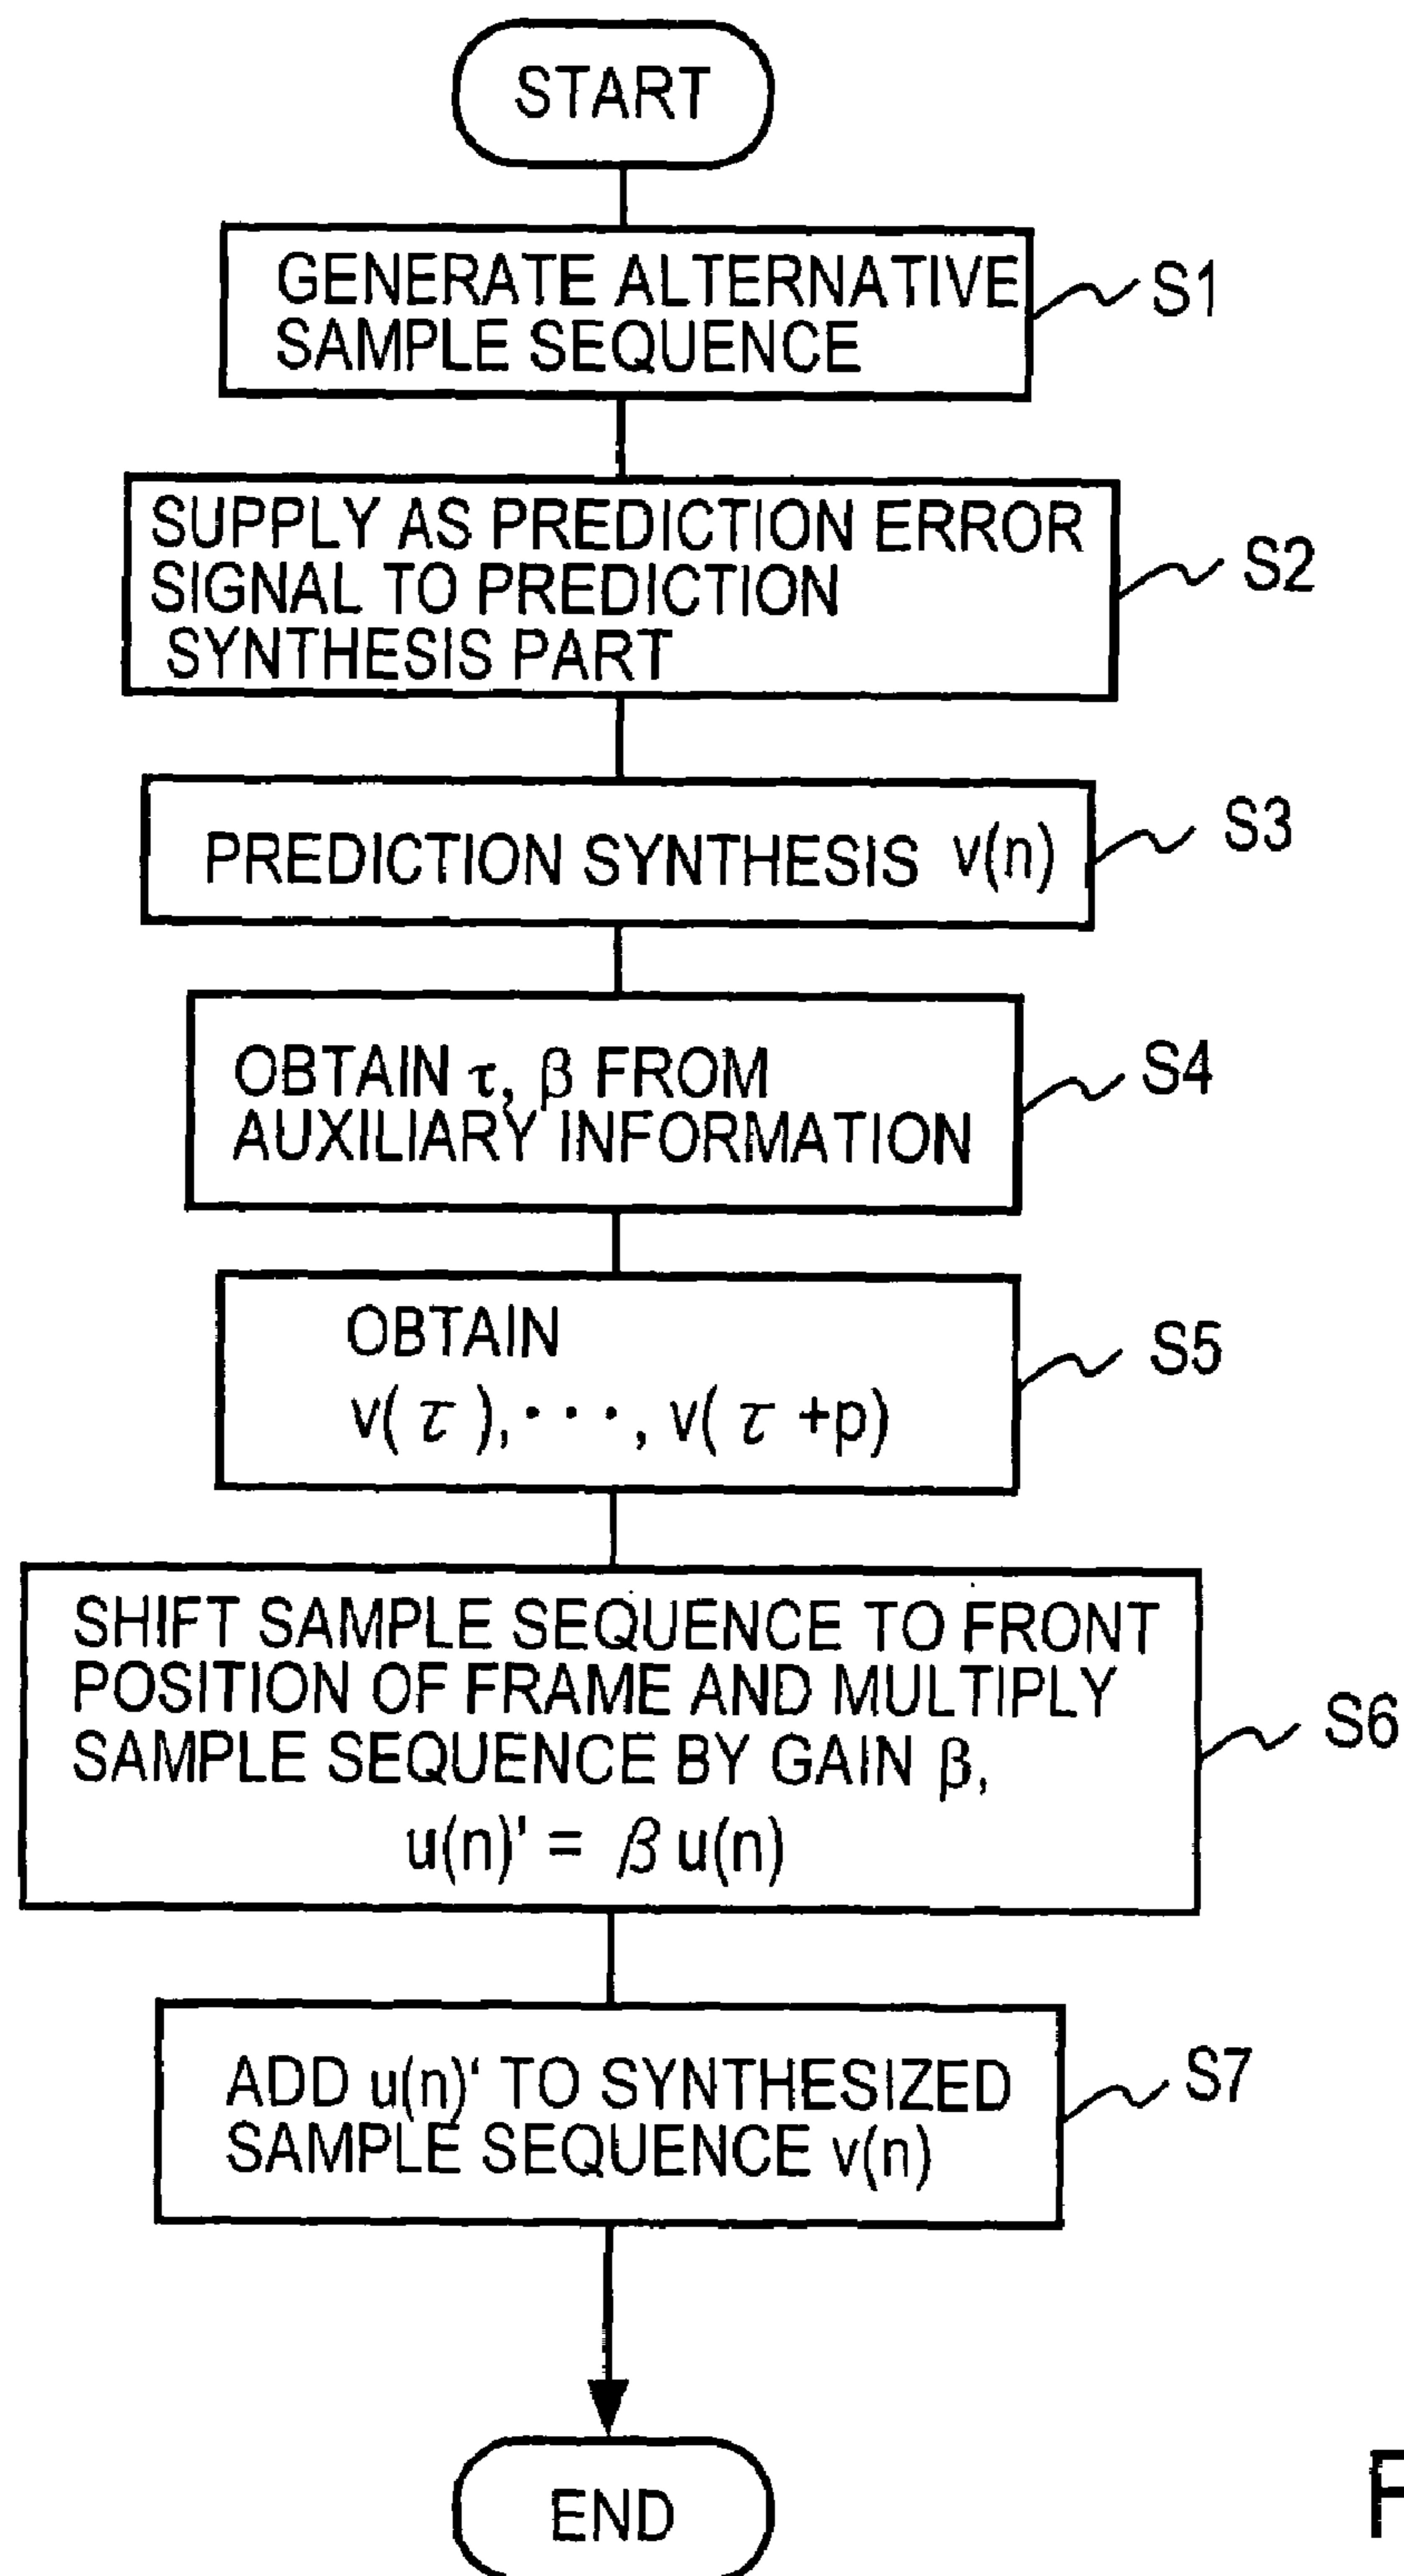 START
GENERATE ALTERNATIVE
SAMPLE SEQUENCE
S1
SUPPLY AS PREDICTION ERROR
SIGNAL TO PREDICTION
SYNTHESIS PART
S2
PREDICTION SYNTHESIS v(n)
S3
OBTAIN τ, β FROM
AUXILIARY INFORMATION
S4
OBTAIN
v(τ),···, v(τ+p)
S5
SHIFT SAMPLE SEQUENCE TO FRONT
POSITION OF FRAME AND MULTIPLY
SAMPLE SEQUENCE BY GAIN β,
u(n)' = β u(n)
S6
ADD u(n)' TO SYNTHESIZED
SAMPLE SEQUENCE v(n)
S7
END